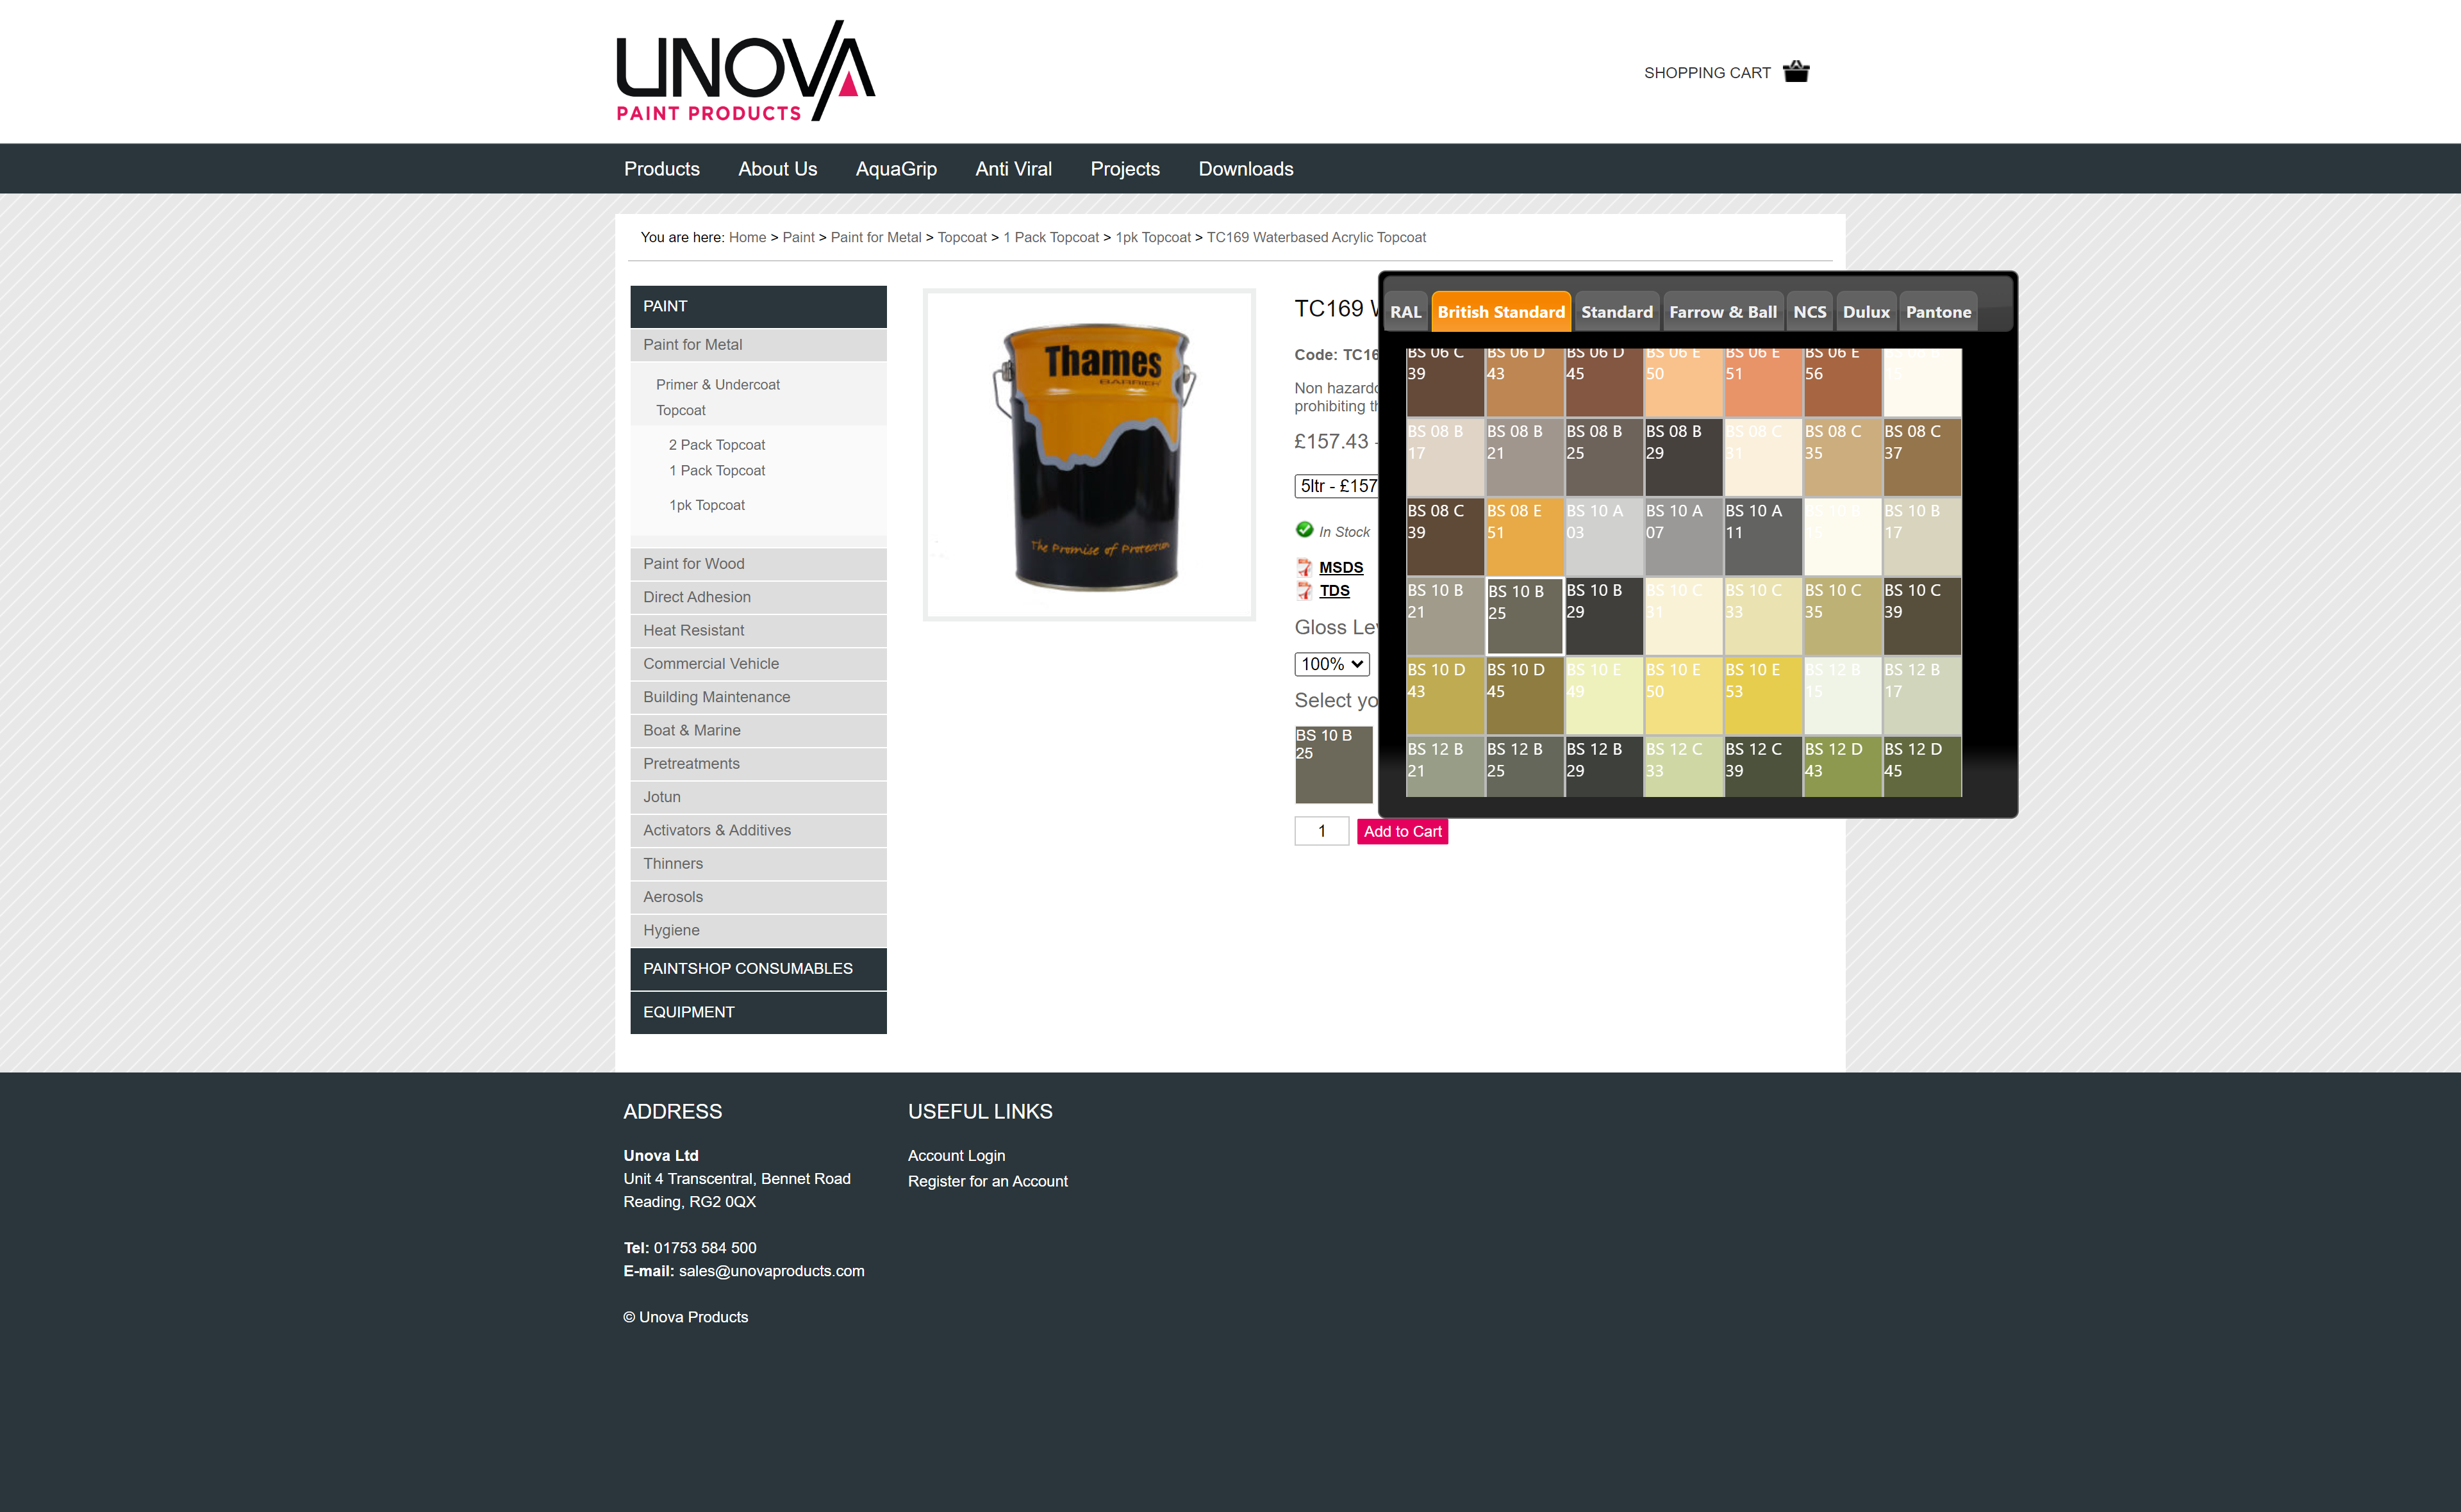 UNOVA
PAINT PRODUCTS
SHOPPING CART
Products About Us AquaGrip Anti Viral Projects Downloads
You are here: Home > Paint > Paint for Metal > Topcoat > 1 Pack Topcoat > 1pk Topcoat > TC169 Waterbased Acrylic Topcoat
PAINT
Paint for Metal
Primer & Undercoat
Topcoat
2 Pack Topcoat
1 Pack Topcoat
1pk Topcoat
Paint for Wood
Direct Adhesion
Heat Resistant
Commercial Vehicle
Building Maintenance
Boat & Marine
Pretreatments
Jotun
Activators & Additives
Thinners
Aerosols
Hygiene
PAINTSHOP CONSUMABLES
EQUIPMENT
Thames
BARRIER
The Promise of Protection
TC169
Code: TC16
Non hazardo
prohibiting th
£157.43 -
5ltr - £157
In Stock
MSDS
TDS
Gloss Lev
100%
Select yo
BS 10 B
25
1 Add to Cart
RAL British Standard Standard Farrow & Ball NCS Dulux Pantone
BS 06 C BS 06 D BS 06 D BS 06 E BS 06 E BS 06 E
39 43 45 50 51 56
BS 08 B BS 08 B BS 08 B BS 08 B BS 08 C BS 08 C BS 08 C
17 21 25 29 31 35 37
BS 08 C BS 08 E BS 10 A BS 10 A BS 10 A BS 10 B
39 51 03 07 11 17
BS 10 B BS 10 B BS 10 B BS 10 C BS 10 C BS 10 C BS 10 C
21 25 29 31 33 35 39
BS 10 D BS 10 D BS 10 E BS 10 E BS 10 E BS 12 B BS 12 B
43 45 49 50 53 15 17
BS 12 B BS 12 B BS 12 B BS 12 C BS 12 C BS 12 D BS 12 D
21 25 29 33 39 43 45
ADDRESS
Unova Ltd
Unit 4 Transcentral, Bennet Road
Reading, RG2 0QX
Tel: 01753 584 500
E-mail: sales@unovaproducts.com
© Unova Products
USEFUL LINKS
Account Login
Register for an Account